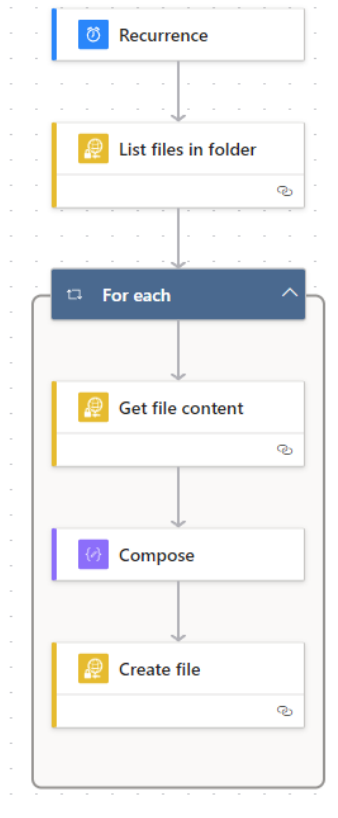 Recurrence
List files in folder
For each
Get file content
Compose
Create file